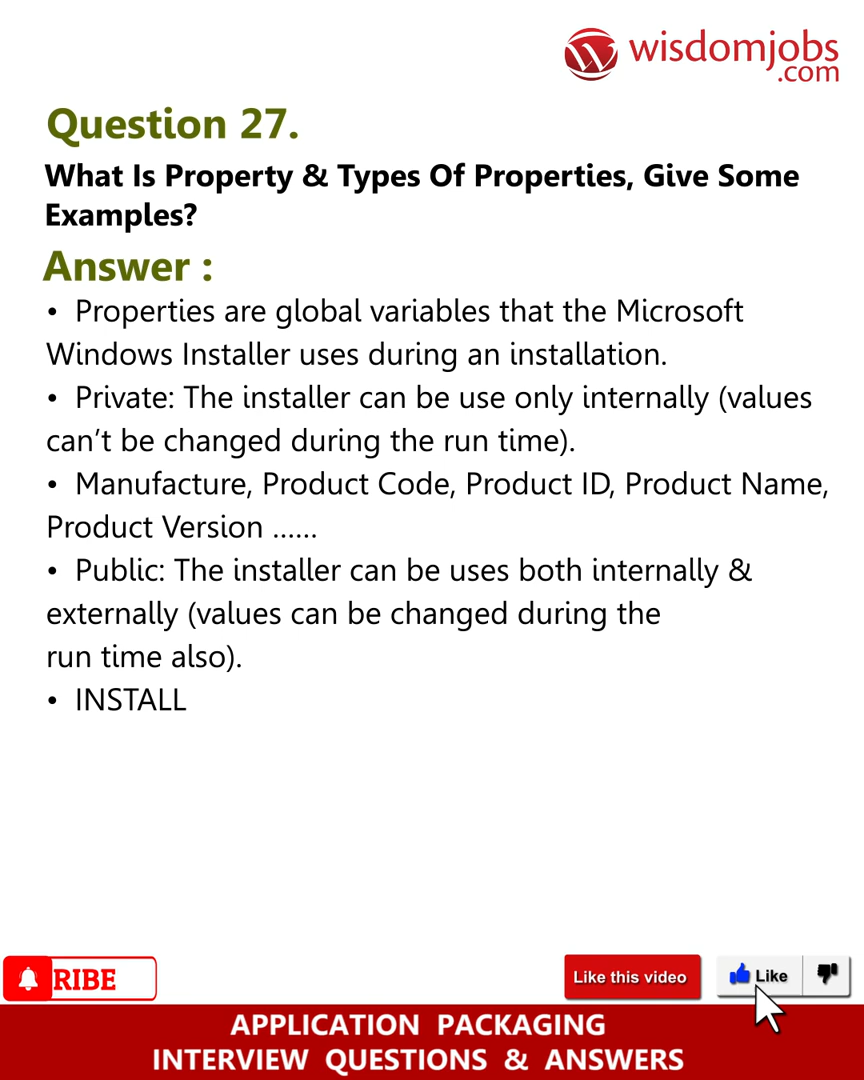 wisdomjobs
.com
Question 27.
What Is Property & Types Of Properties, Give Some
Examples?
Answer :
• Properties are global variables that the Microsoft
Windows Installer uses during an installation.
• Private: The installer can be use only internally (values
can’t be changed during the run time).
• Manufacture, Product Code, Product ID, Product Name,
Product Version ......
• Public: The installer can be uses both internally &
externally (values can be changed during the
run time also).
• INSTALL
RIBE
Like this video
Like
APPLICATION PACKAGING
INTERVIEW QUESTIONS & ANSWERS